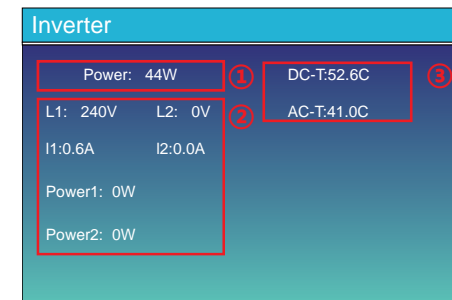 Inverter
Power: 44W
①
DC-T:52.6C
③
L1: 240V L2: 0V
②
AC-T:41.0C
I1:0.6A I2:0.0A
Power1: 0W
Power2: 0W